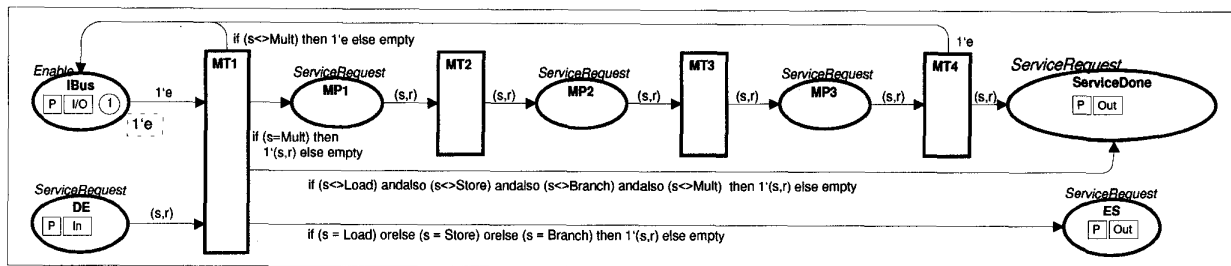 if (s<>Mult) then 1'e else empty
1'e
Enable
IBus
P I/O 1
1'e
1'e
MT1
ServiceRequest
MP1
(s,r)
MT2
(s,r)
ServiceRequest
MP2
(s,r)
MT3
(s,r)
ServiceRequest
MP3
(s,r)
MT4
(s,r)
ServiceRequest
ServiceDone
P Out
if (s=Mult) then
1'(s,r) else empty
if (s<>Load) andalso (s<>Store) andalso (s<>Branch) andalso (s<>Mult) then 1'(s,r) else empty
ServiceRequest
DE
P In
(s,r)
if (s = Load) orelse (s = Store) orelse (s = Branch) then 1'(s,r) else empty
ServiceRequest
ES
P Out